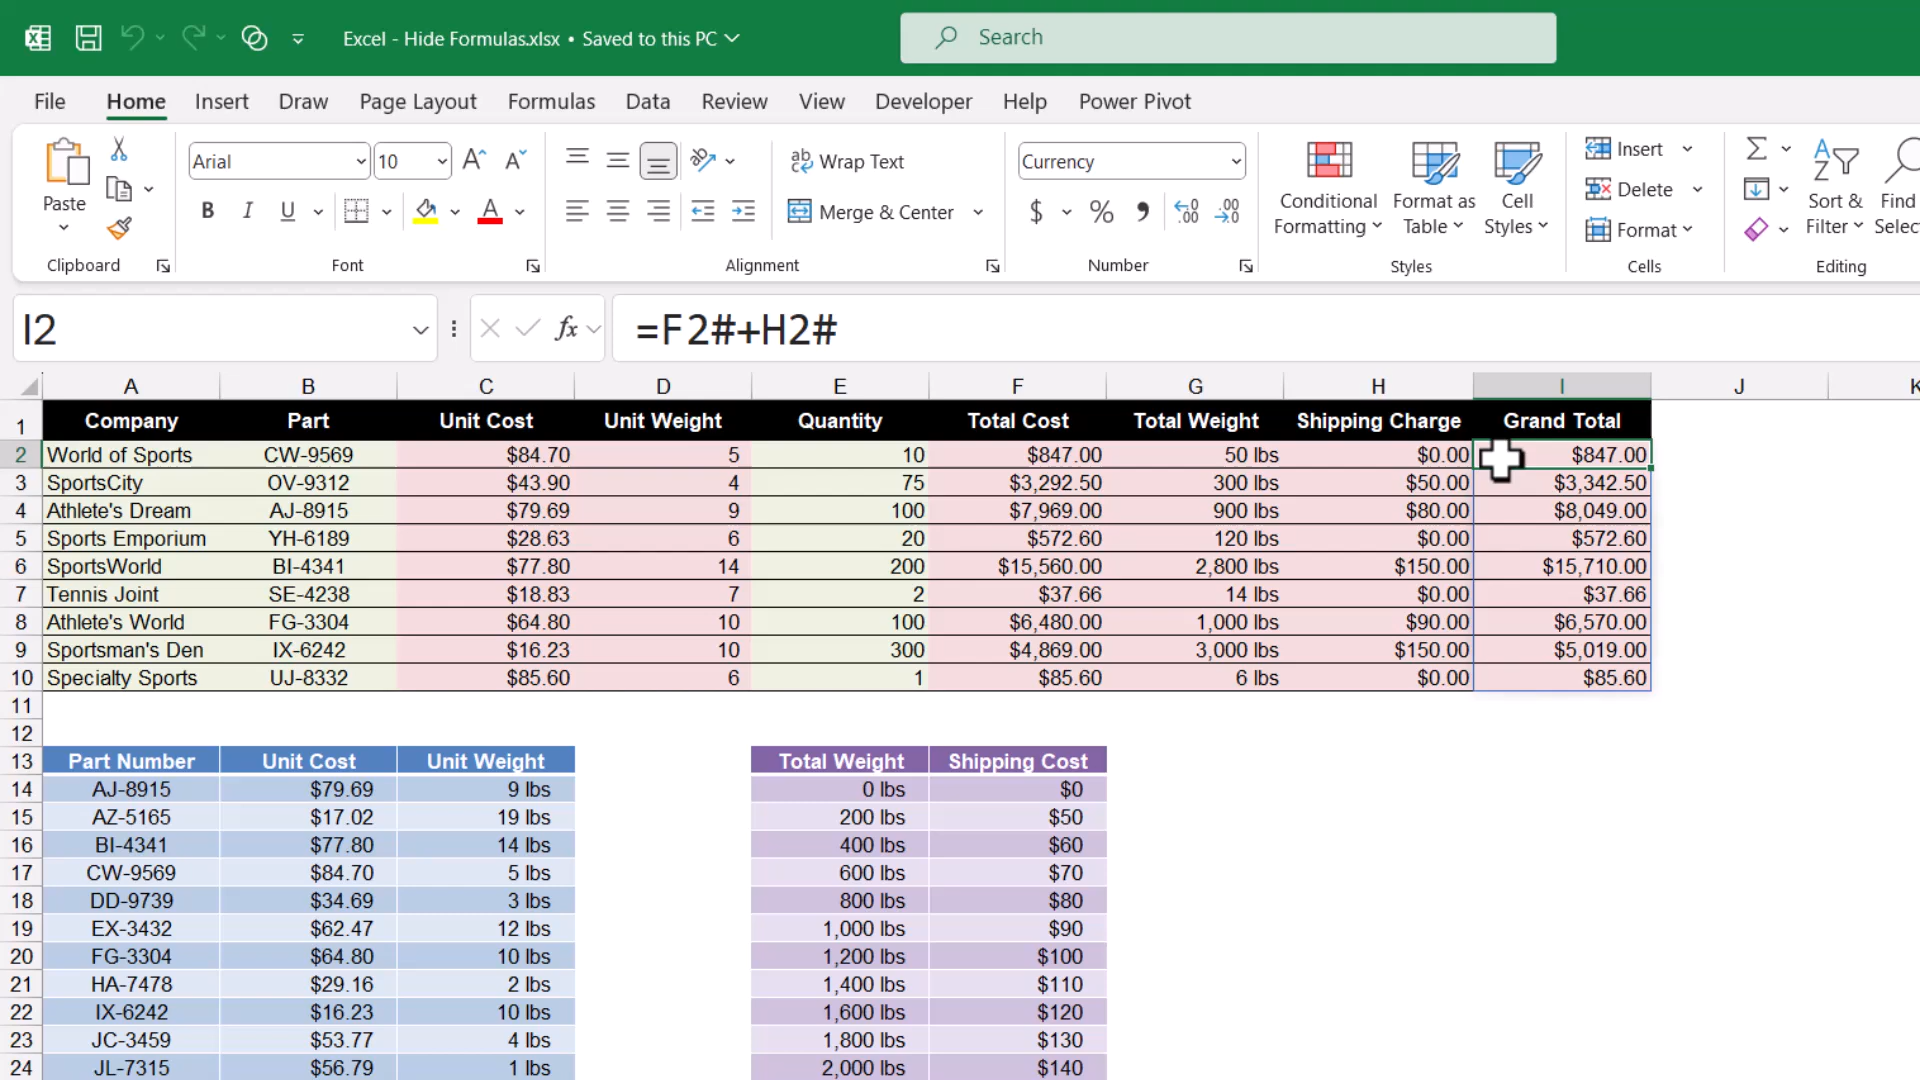 Excel - Hide Formulas.xlsx • Saved to this PC
Search
File Home Insert Draw Page Layout Formulas Data Review View Developer Help Power Pivot
Paste
Clipboard
Arial 10
B I U A
Font
ab Wrap Text
Merge & Center
Alignment
Currency
$ % 9 .00 .00
Number
Conditional Formatting
Format as Table
Cell Styles
Styles
Insert
Delete
Format
Cells
Sort & Filter
Find
Selec
Editing
I2 fx =F2#+H2#
A B C D E F G H I J K
1 Company Part Unit Cost Unit Weight Quantity Total Cost Total Weight Shipping Charge Grand Total
2 World of Sports CW-9569 $84.70 5 10 $847.00 50 lbs $0.00 $847.00
3 SportsCity OV-9312 $43.90 4 75 $3,292.50 300 lbs $50.00 $3,342.50
4 Athlete's Dream AJ-8915 $79.69 9 100 $7,969.00 900 lbs $80.00 $8,049.00
5 Sports Emporium YH-6189 $28.63 6 20 $572.60 120 lbs $0.00 $572.60
6 SportsWorld BI-4341 $77.80 14 200 $15,560.00 2,800 lbs $150.00 $15,710.00
7 Tennis Joint SE-4238 $18.83 7 2 $37.66 14 lbs $0.00 $37.66
8 Athlete's World FG-3304 $64.80 10 100 $6,480.00 1,000 lbs $90.00 $6,570.00
9 Sportsman's Den IX-6242 $16.23 10 300 $4,869.00 3,000 lbs $150.00 $5,019.00
10 Specialty Sports UJ-8332 $85.60 6 1 $85.60 6 lbs $0.00 $85.60
11
12
13 Part Number Unit Cost Unit Weight Total Weight Shipping Cost
14 AJ-8915 $79.69 9 lbs 0 lbs $0
15 AZ-5165 $17.02 19 lbs 200 lbs $50
16 BI-4341 $77.80 14 lbs 400 lbs $60
17 CW-9569 $84.70 5 lbs 600 lbs $70
18 DD-9739 $34.69 3 lbs 800 lbs $80
19 EX-3432 $62.47 12 lbs 1,000 lbs $90
20 FG-3304 $64.80 10 lbs 1,200 lbs $100
21 HA-7478 $29.16 2 lbs 1,400 lbs $110
22 IX-6242 $16.23 10 lbs 1,600 lbs $120
23 JC-3459 $53.77 4 lbs 1,800 lbs $130
24 JL-7315 $56.79 1 lbs 2,000 lbs $140